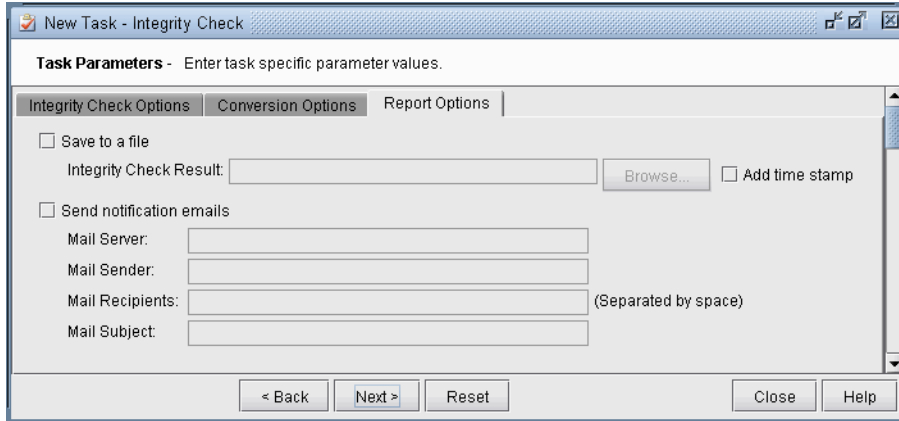 New Task - Integrity Check
Task Parameters - Enter task specific parameter values.
Integrity Check Options Conversion Options Report Options
Save to a file
Integrity Check Result: Browse... Add time stamp
Send notification emails
Mail Server:
Mail Sender:
Mail Recipients: (Separated by space)
Mail Subject:
< Back Next > Reset Close Help